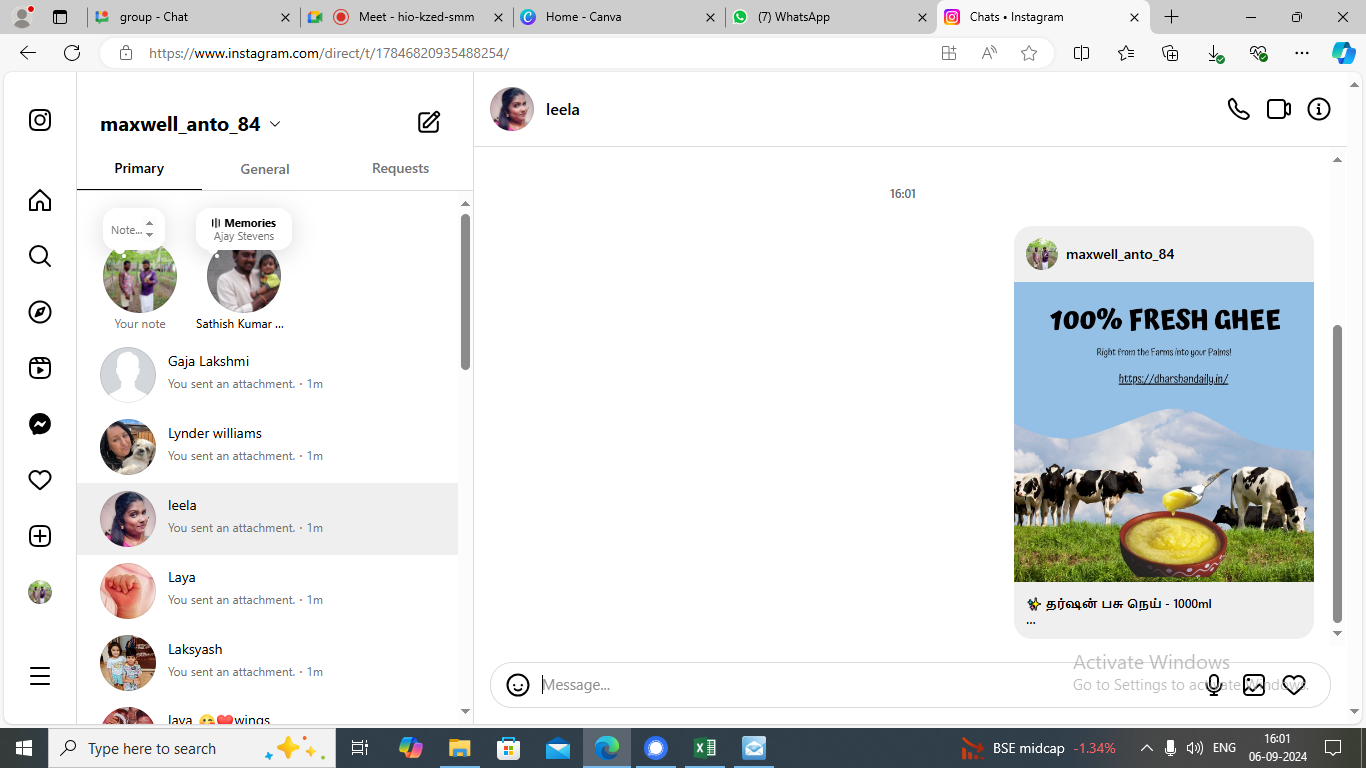 group - Chat
Meet - hio-kzed-smm
Home - Canva
(7) WhatsApp
Chats • Instagram
https://www.instagram.com/direct/t/17846820935488254/
maxwell_anto_84
Primary
General
Requests
Note...
Memories
Ajay Stevens
Your note
Sathish Kumar ...
Gaja Lakshmi
You sent an attachment. · 1m
Lynder williams
You sent an attachment. · 1m
leela
You sent an attachment. · 1m
Laya
You sent an attachment. · 1m
Laksyash
You sent an attachment. · 1m
leela
16:01
maxwell_anto_84
100% FRESH GHEE
Right from the Farms into your Palms!
https://dharshandaily.in/
✨ தர்ஷன் பசு நெய் - 1000ml
...
Message...
Activate Windows
Go to Settings to activate Windows.
Type here to search
BSE midcap -1.34%
ENG
16:01
06-09-2024